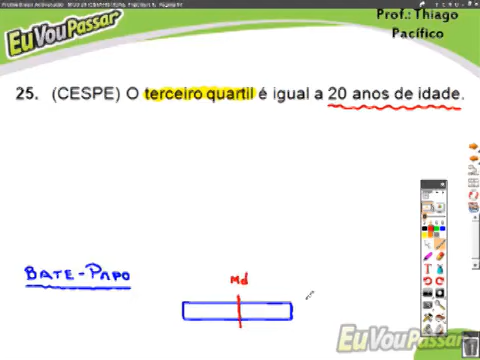 Prof.: Thiago
Pacífico
EuVouPassar
25. (CESPE) O terceiro quartil é igual a 20 anos de idade.
BATE-PAPO
Md
EuVouPassar